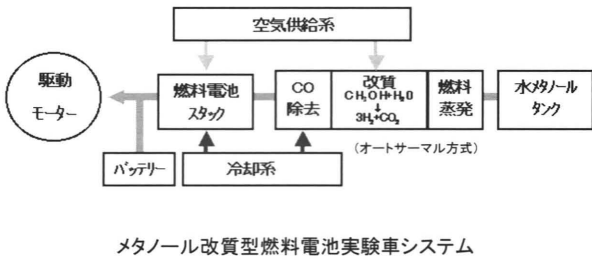 空気供給系
駆動
モーター
燃料電池
スタック
CO
除去
改質
CH₃OH+H₂O
↓
3H₂+CO₂
燃料
蒸発
水メタノール
タンク
(オートサーマル方式)
バッテリー
冷却系
メタノール改質型燃料電池実験車システム